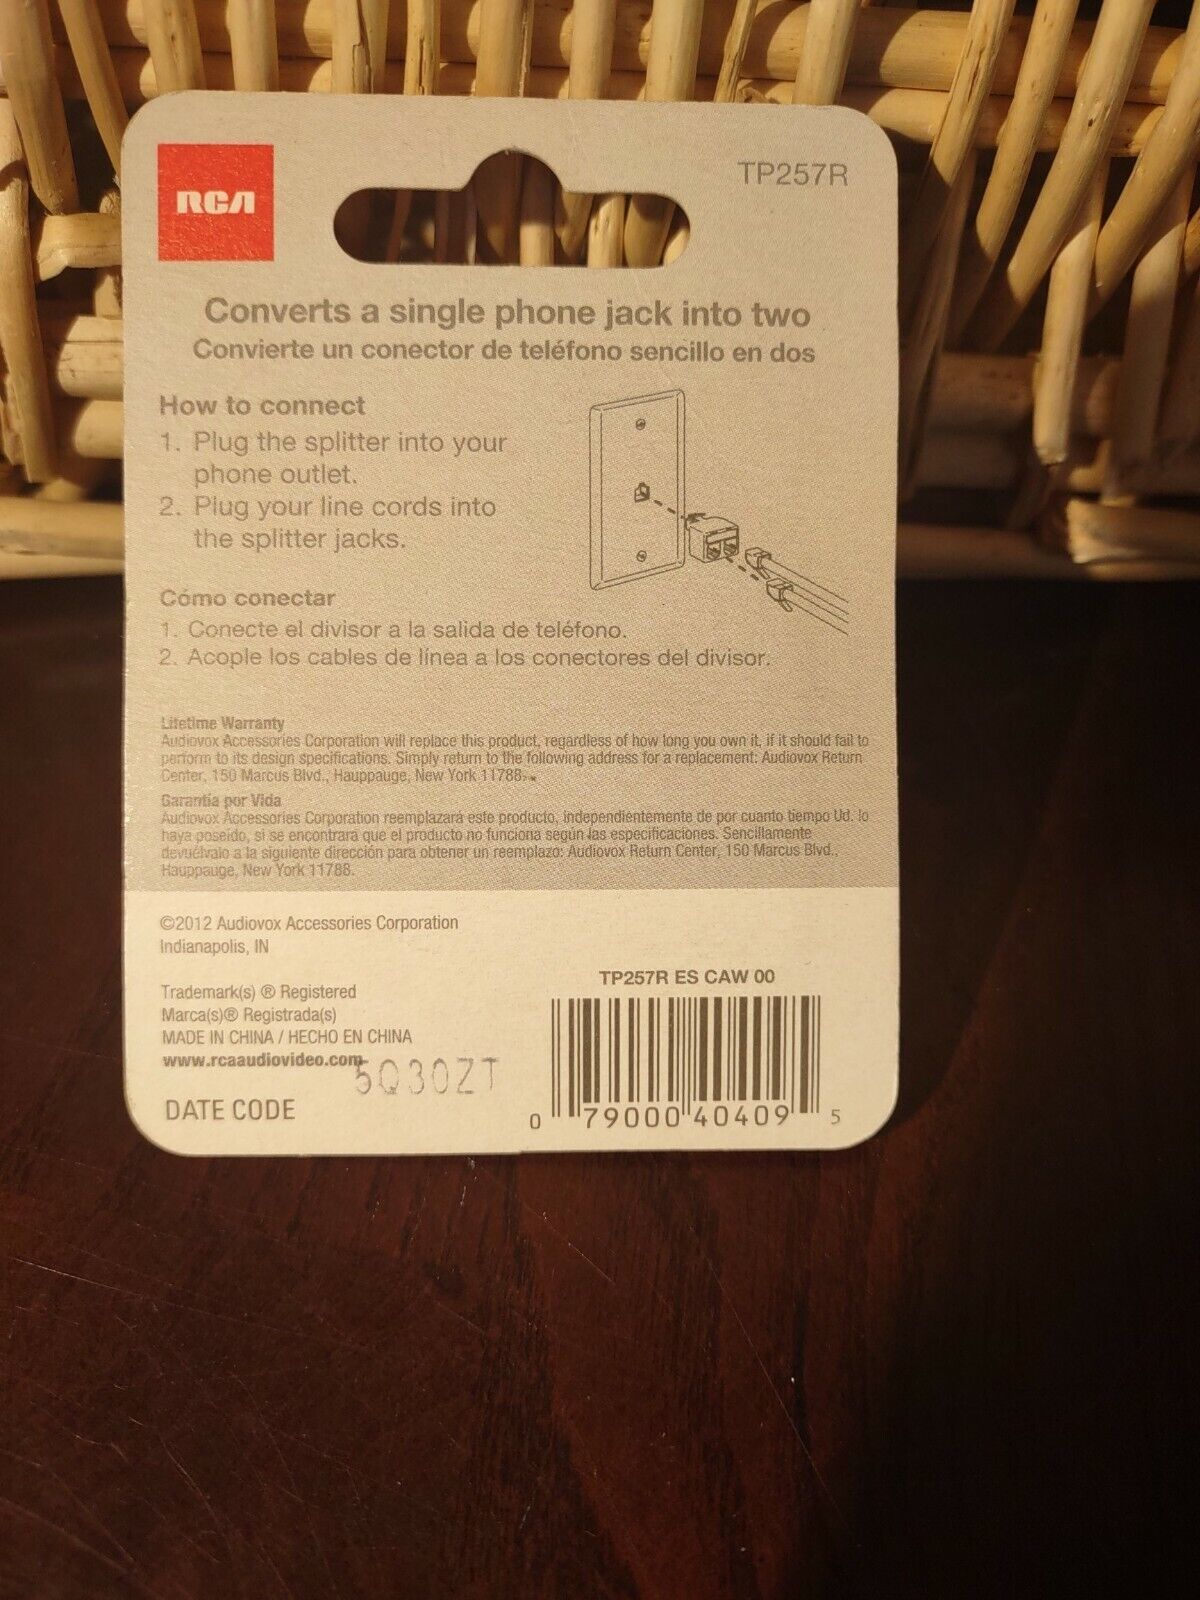 RCA
TP257R
Converts a single phone jack into two
Convierte un conector de teléfono sencillo en dos
How to connect
1. Plug the splitter into your
phone outlet.
2. Plug your line cords into
the splitter jacks.
Cómo conectar
1. Conecte el divisor a la salida de teléfono.
2. Acople los cables de línea a los conectores del divisor.
Lifetime Warranty
Audiovox Accessories Corporation will replace this product, regardless of how long you own it, if it should fail to
perform to its design specifications. Simply return to the following address for a replacement: Audiovox Return
Center, 150 Marcus Blvd., Hauppauge, New York 11788.
Garantía por Vida
Audiovox Accessories Corporation reemplazará este producto, independientemente de por cuanto tiempo Ud. lo
haya poseído, si se encontrara que el producto no funciona según las especificaciones. Sencillamente
devuélvalo a la siguiente dirección para obtener un reemplazo: Audiovox Return Center, 150 Marcus Blvd.,
Hauppauge, New York 11788.
©2012 Audiovox Accessories Corporation
Indianapolis, IN
Trademark(s) ® Registered
Marca(s)® Registrada(s)
MADE IN CHINA / HECHO EN CHINA
www.rcaaudiovideo.com
5Q30ZT
DATE CODE
TP257R ES CAW 00
0 79000 40409 5